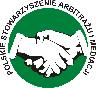 POLSKIE STOWARZYSZENIE ARBITRAŻU I MEDIACJI